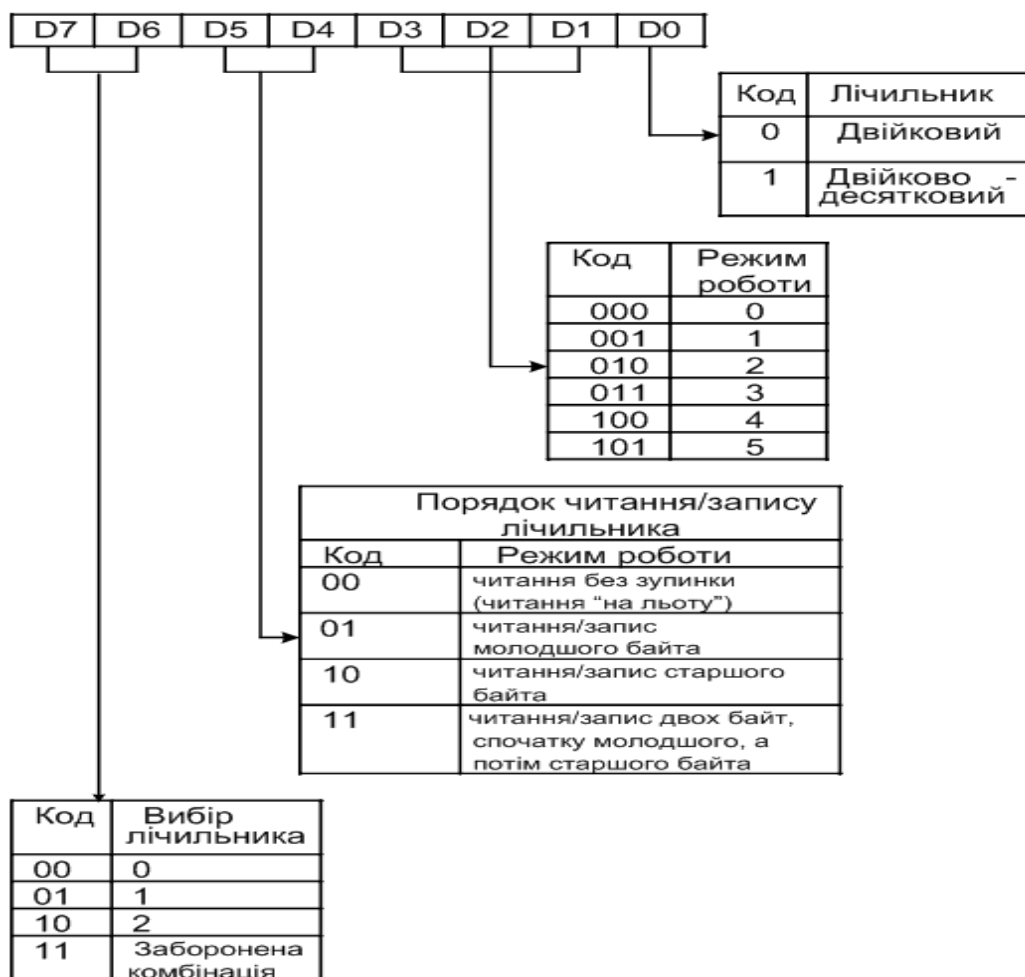 D7 D6 D5 D4 D3 D2 D1 D0
Код Лічильник
0 Двійковий
1 Двійково -
десятковий
Код Режим
роботи
000 0
001 1
010 2
011 3
100 4
101 5
Порядок читання/запису
лічильника
Код Режим роботи
00 читання без зупинки
(читання “на льоту”)
01 читання/запис
молодшого байта
10 читання/запис старшого
байта
11 читання/запис двох байт,
спочатку молодшого, а
потім старшого байта
Код Вибір
лічильника
00 0
01 1
10 2
11 Заборонена
комбінація